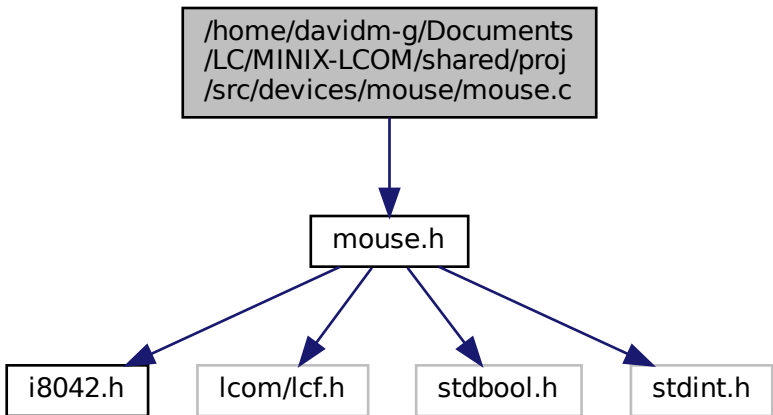 /home/davidm-g/Documents
/LC/MINIX-LCOM/shared/proj
/src/devices/mouse/mouse.c
mouse.h
i8042.h
lcom/lcf.h
stdbool.h
stdint.h